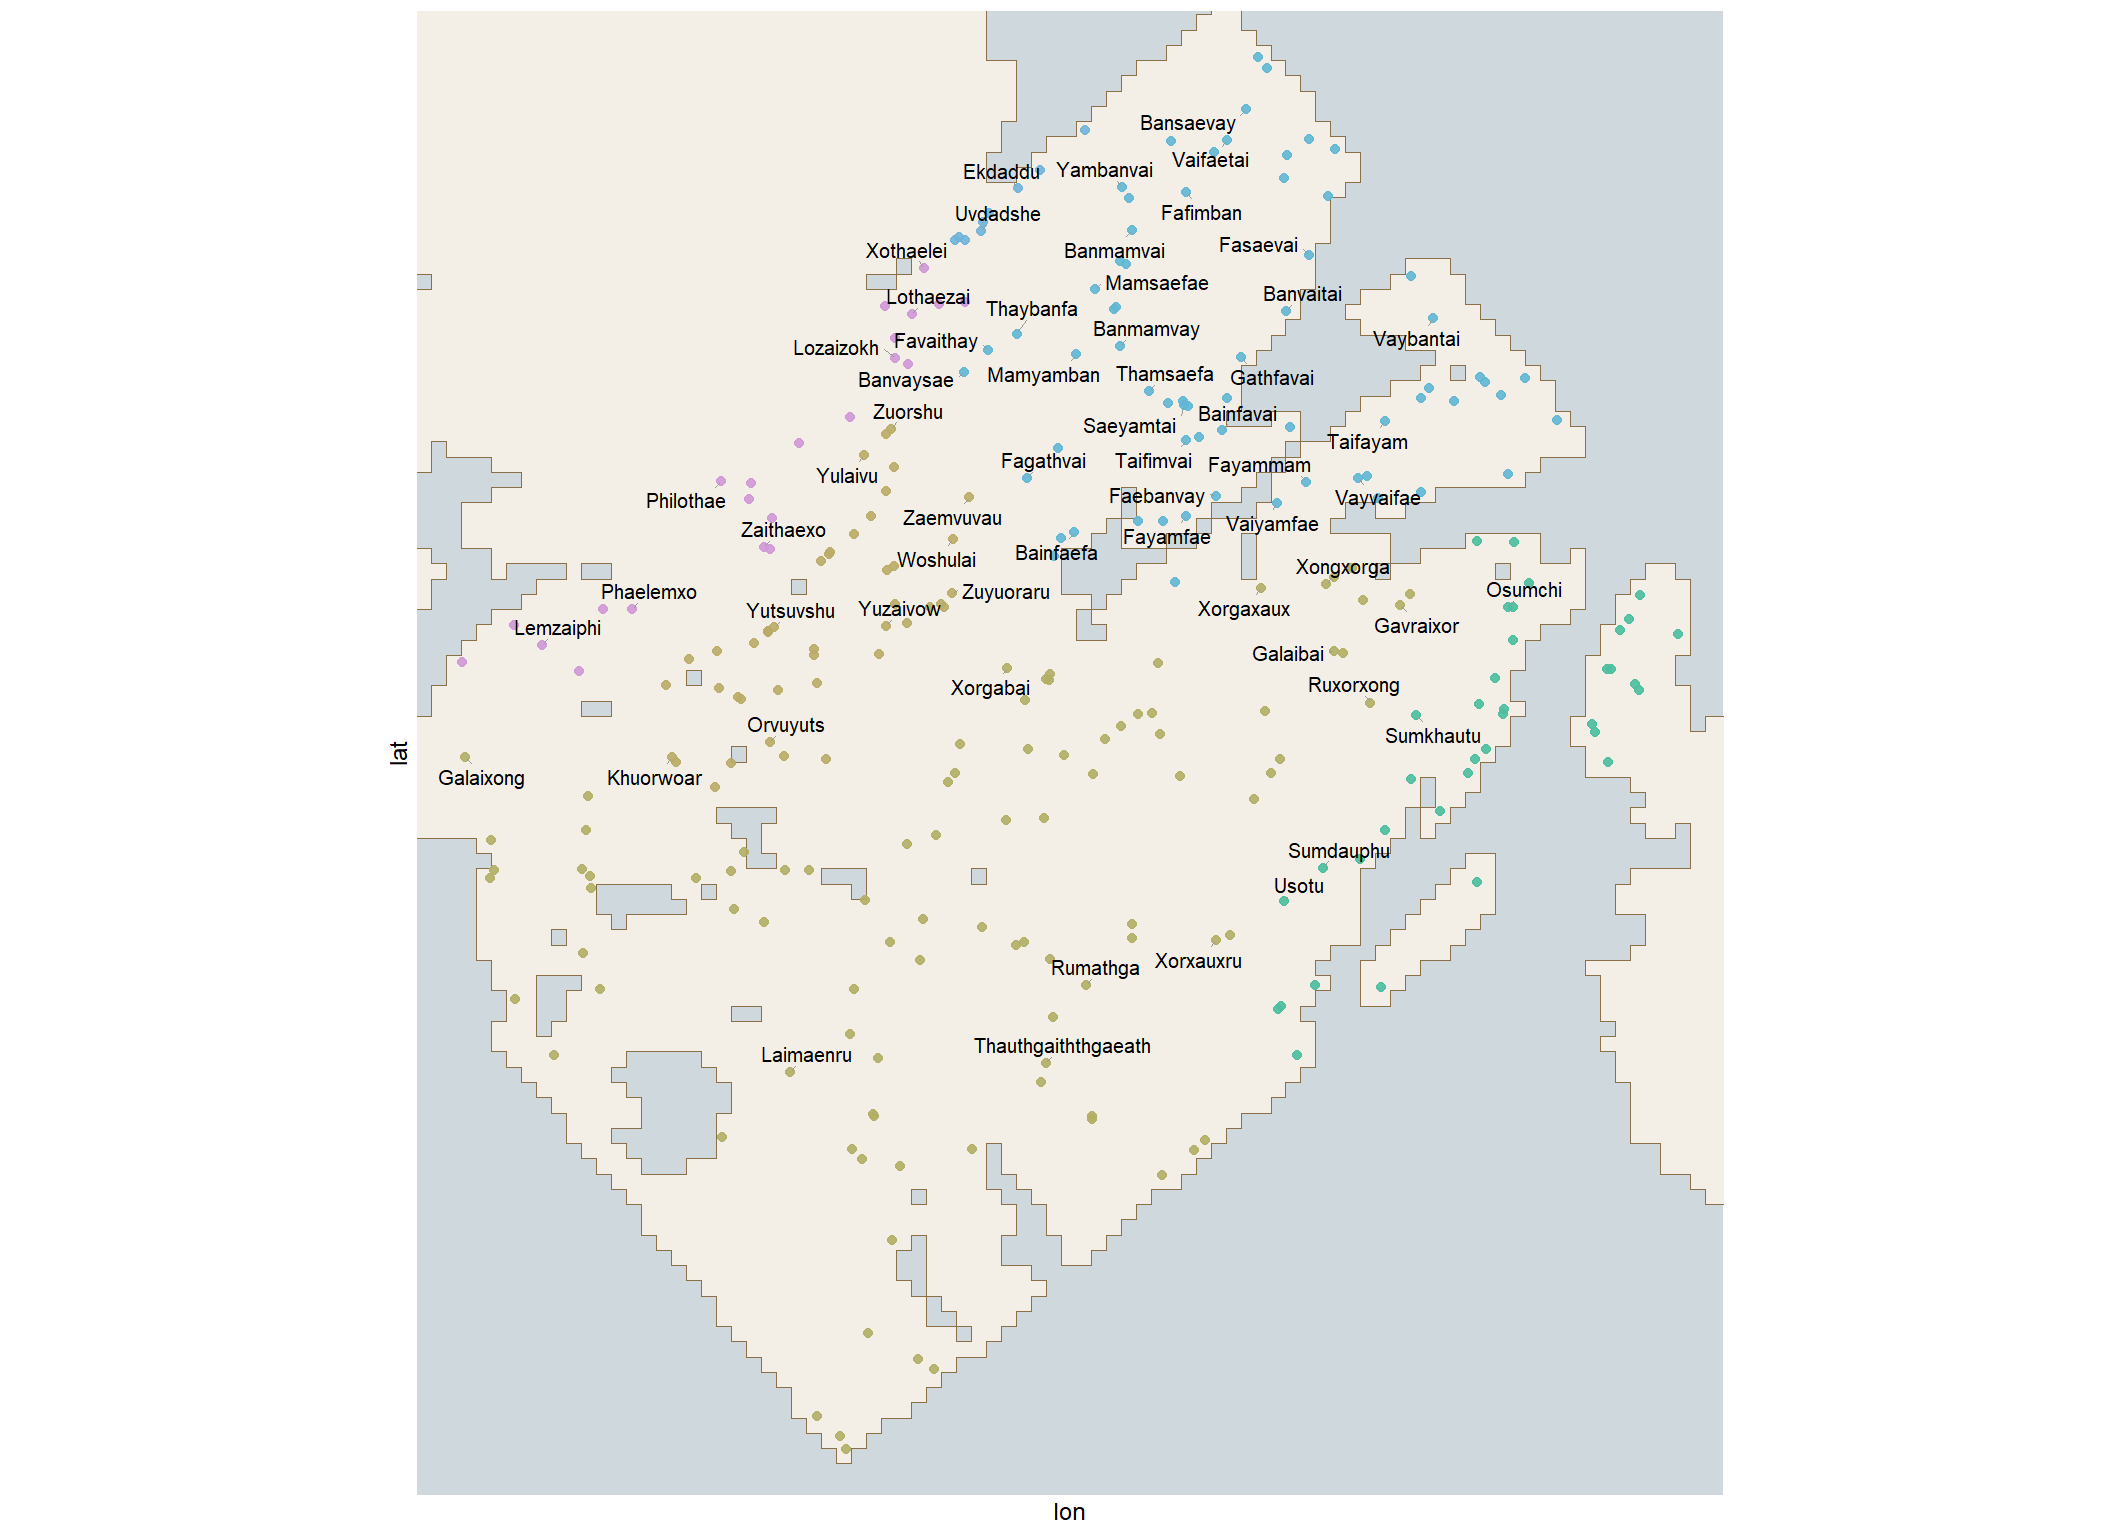 Bansaevay
Vaifaetai
Ekdaddu
Yambanvai
Uvdadshe
Fafimban
Xothaelei
Banmamvai
Fasaevai
Mamsaefae
Lothaezai
Banvaitai
Thaybanfa
Banmamvay
Vaybantai
Favaithay
Lozaizokh
Banvaysae
Mamyamban
Thamsaefa
Gathfavai
Zuorshu
Bainfavai
Saeyamtai
Taifayam
Yulaivu
Fagathvai
Taifimvai
Fayammam
Philothae
Faebanvay
Vayvaifae
Zaemvuvau
Vaiyamfae
Zaithaexo
Fayamfae
Bainfaefa
Woshulai
Xongxorga
Phaelemxo
Zuyuoraru
Osumchi
Yutsuvshu
Yuzaivow
Xorgaxaux
Lemzaiphi
Gavraixor
Galaibai
Xorgabai
Ruxorxong
Orvuyuts
Sumkhautu
Galaixong
Khuorwoar
lat
Sumdauphu
Usotu
Rumathga
Xorxauxru
Thauthgaiththgaeath
Laimaenru
lon